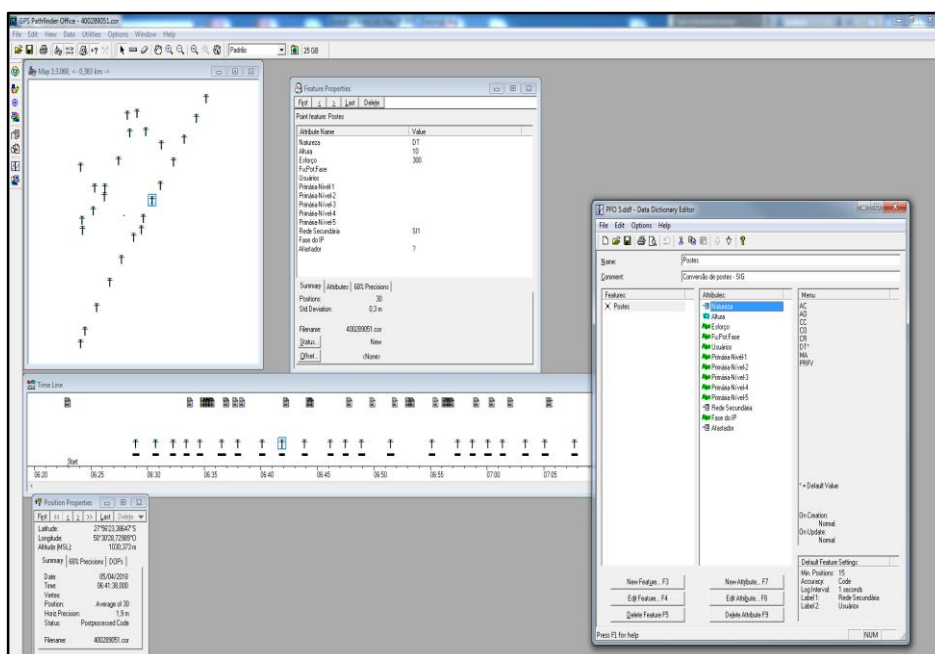 GPS Pathfinder Office - 400289051.cor
File Edit View Data Utilities Options Window Help
Padrão
25 GB
Map 1:3.060, <- 0,383 km ->
Feature Properties
First < > Last Delete
Point feature: Postes
Attribute Name Value
Natureza DT
Altura 10
Esforço 300
Fu;Pot;Fase
Usuários
Primária-Nível-1
Primária-Nível-2
Primária-Nível-3
Primária-Nível-4
Primária-Nível-5
Rede Secundária SI1
Fase do IP
Afastador ?
Summary Attributes 68% Precisions
Positions: 30
Std Deviation: 0,3 m
Filename: 400289051.cor
Status... New
Offset... <None>
Time Line
Start
06:20 06:25 06:30 06:35 06:40 06:45 06:50 06:55 07:00 07:05
Position Properties
First << < > >> Last Delete
Latitude: 27°56'23,38647"S
Longitude: 50°30'28,72988"O
Altitude (MSL): 1030,373 m
Summary 68% Precisions DOPs
Date: 05/04/2018
Time: 06:41:38,000
Vertex:
Position: Average of 30
Horiz Precision: 1,9 m
Status: Postprocessed Code
Filename: 400289051.cor
PFO 5.ddf - Data Dictionary Editor
File Edit Options Help
Name: Postes
Comment: Conversão de postes - SIG
Features: Attributes: Menu
Postes
Natureza
Altura
Esforço
Fu;Pot;Fase
Usuários
Primária-Nível-1
Primária-Nível-2
Primária-Nível-3
Primária-Nível-4
Primária-Nível-5
Rede Secundária
Fase do IP
Afastador
AC
AO
CC
CO
CR
DT*
MA
PRFV
* = Default Value
On Creation:
Normal
On Update:
Normal
New Feature... F3
Edit Feature... F4
Delete Feature F5
New Attribute... F7
Edit Attribute... F8
Delete Attribute F9
Default Feature Settings:
Min. Positions: 15
Accuracy: Code
Log Interval: 1 seconds
Label 1: Rede Secundária
Label 2: Usuários
Press F1 for help NUM